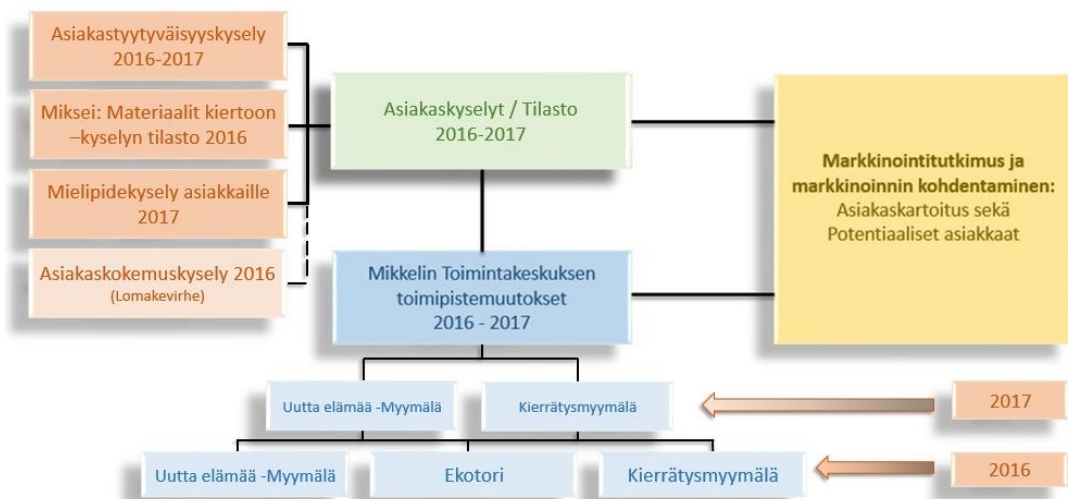 Asiakastyytyväisyyskysely
2016-2017
Miksei: Materiaalit kiertoon
–kyselyn tilasto 2016
Mielipidekysely asiakkaille
2017
Asiakaskokemuskysely 2016
(Lomakevirhe)
Asiakaskyselyt / Tilasto
2016-2017
Mikkelin Toimintakeskuksen
toimipistemuutokset
2016 - 2017
Markkinointitutkimus ja
markkinoinnin kohdentaminen:
Asiakaskartoitus sekä
Potentiaaliset asiakkaat
Uutta elämää -Myymälä
Kierrätysmyymälä
2017
Uutta elämää -Myymälä
Ekotori
Kierrätysmyymälä
2016